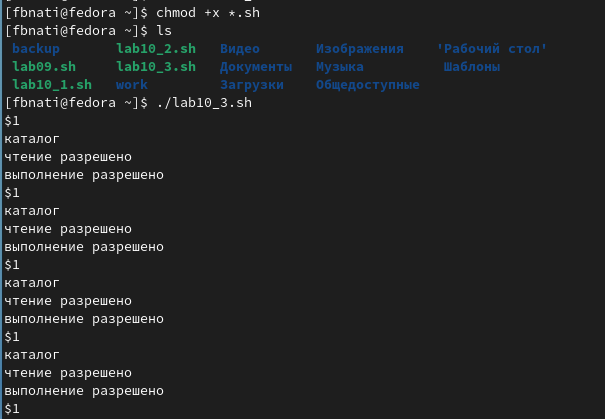 [fbnati@fedora ~]$ chmod +x *.sh
[fbnati@fedora ~]$ ls
backup lab10_2.sh Видео Изображения 'Рабочий стол'
lab09.sh lab10_3.sh Документы Музыка Шаблоны
lab10_1.sh work Загрузки Общедоступные
[fbnati@fedora ~]$ ./lab10_3.sh
$1
каталог
чтение разрешено
выполнение разрешено
$1
каталог
чтение разрешено
выполнение разрешено
$1
каталог
чтение разрешено
выполнение разрешено
$1
каталог
чтение разрешено
выполнение разрешено
$1